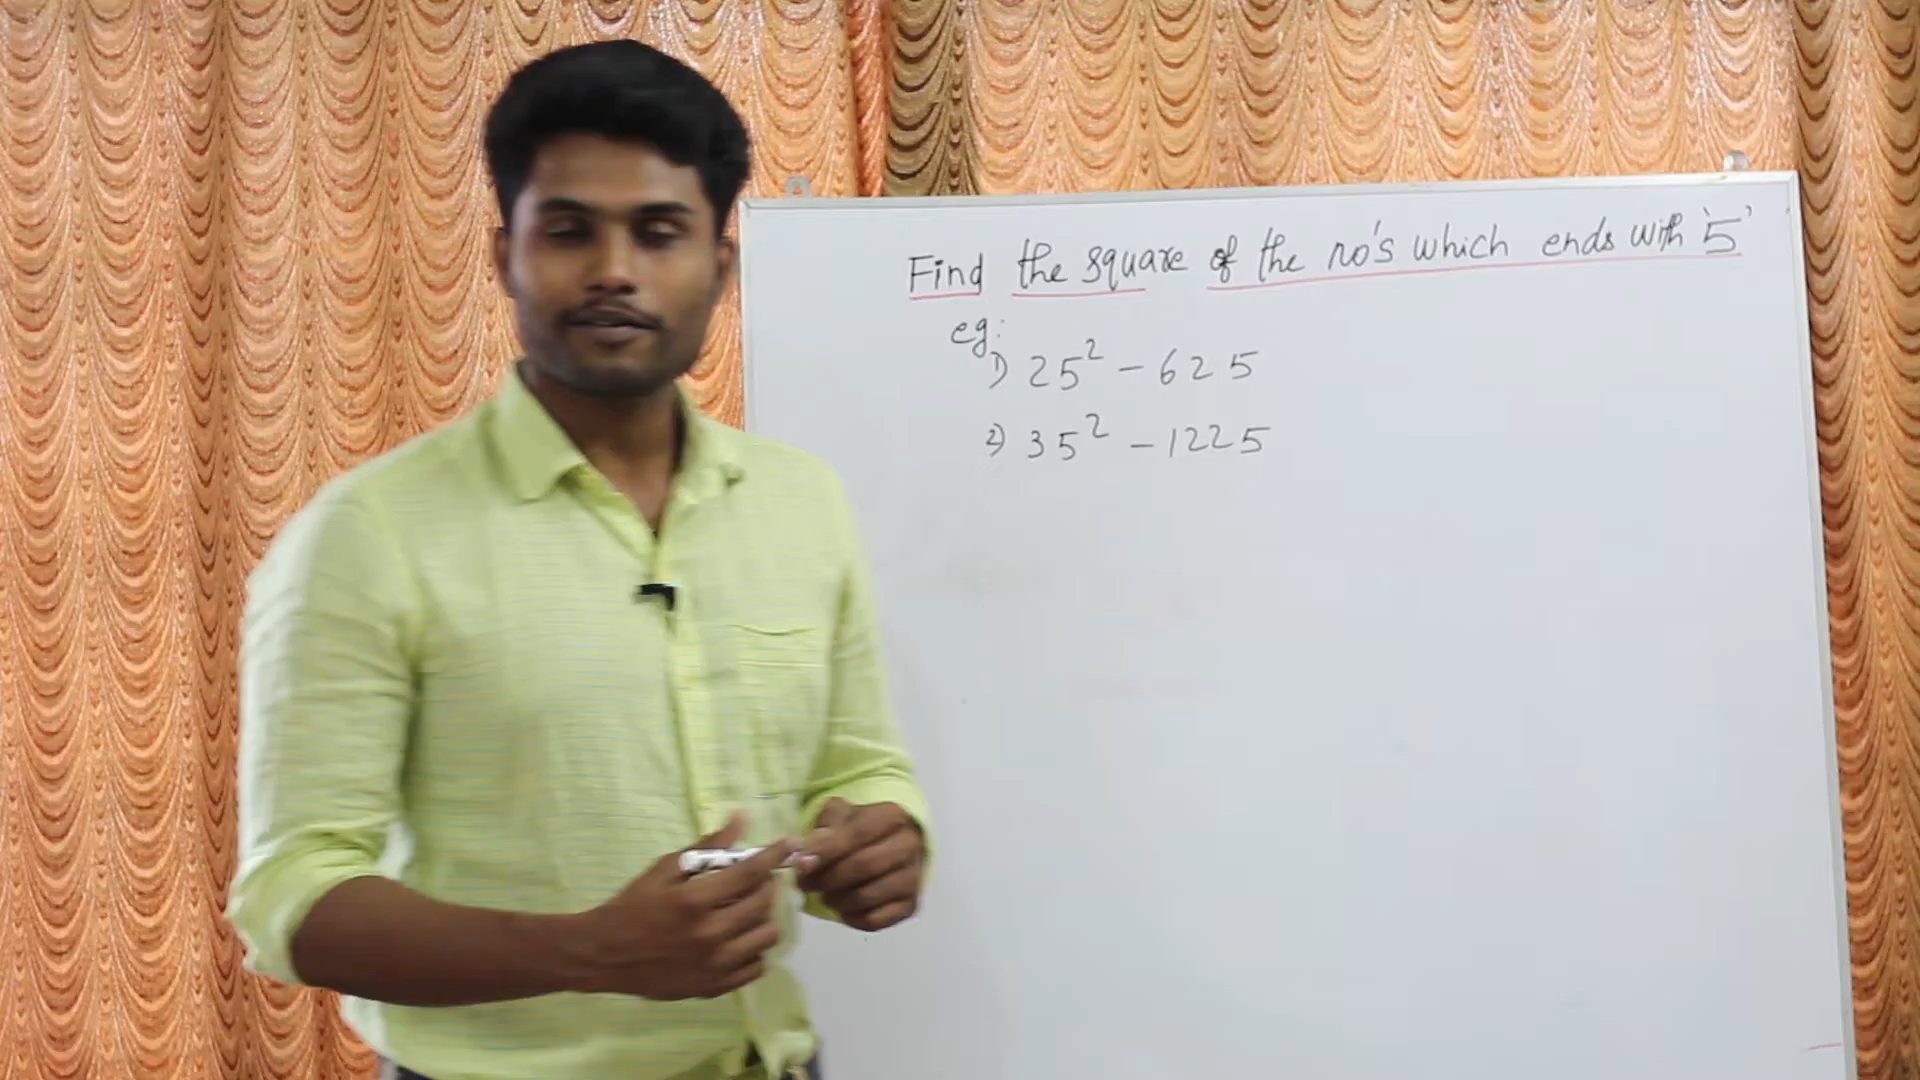 Find the square of the no's which ends with '5'
eg:
1) 25² - 625
2) 35² - 1225